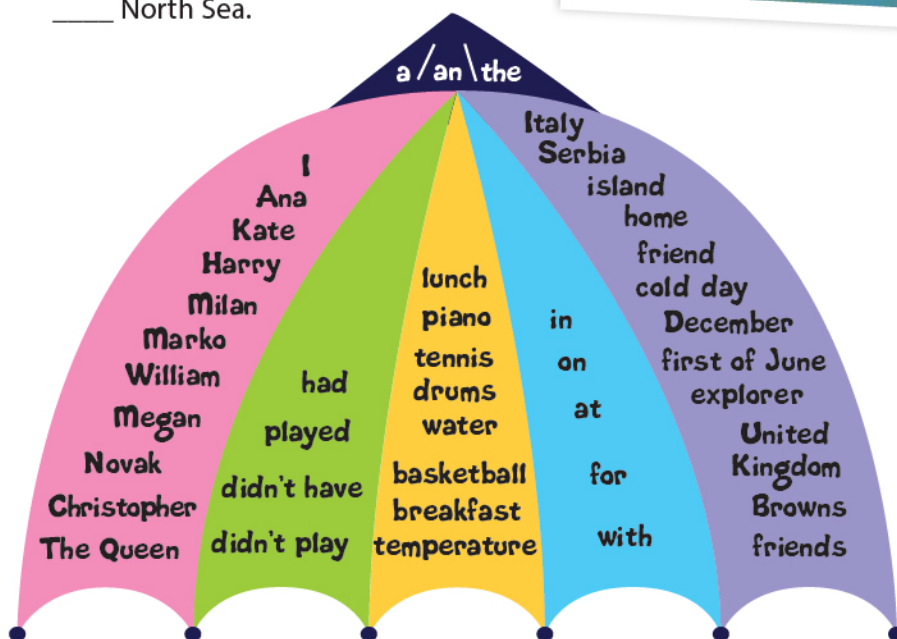 ____ North Sea.
a / an \ the
I
Ana
Kate
Harry
Milan
Marko
William
Megan
Novak
Christopher
The Queen
had
played
didn't have
didn't play
lunch
piano
tennis
drums
water
basketball
breakfast
temperature
in
on
at
for
with
Italy
Serbia
island
home
friend
cold day
December
first of June
explorer
United
Kingdom
Browns
friends